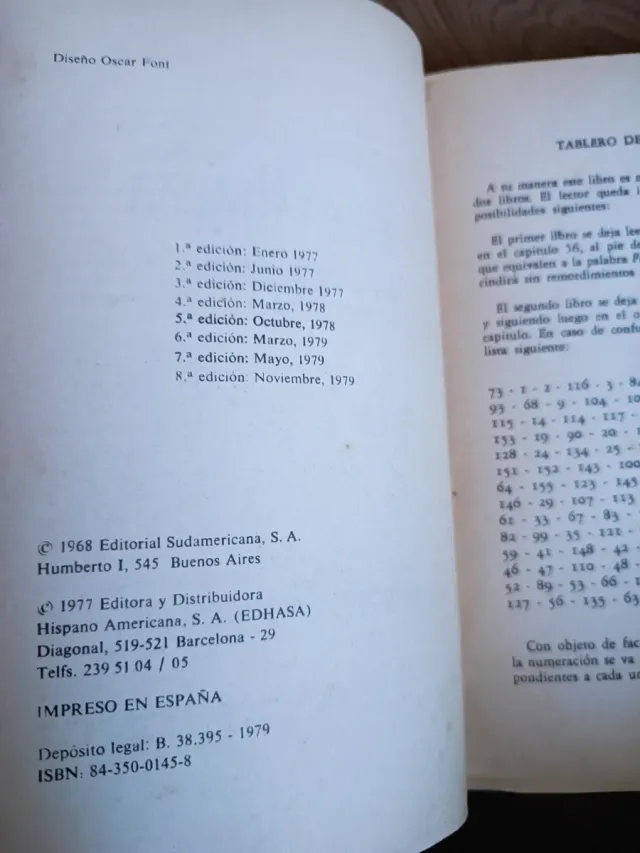 Diseño Oscar Font
1.ª edición: Enero 1977
2.ª edición: Junio 1977
3.ª edición: Diciembre 1977
4.ª edición: Marzo, 1978
5.ª edición: Octubre, 1978
6.ª edición: Marzo, 1979
7.ª edición: Mayo, 1979
8.ª edición: Noviembre, 1979
© 1968 Editorial Sudamericana, S. A.
Humberto I, 545 Buenos Aires
© 1977 Editora y Distribuidora
Hispano Americana, S. A. (EDHASA)
Diagonal, 519-521 Barcelona - 29
Telfs. 239 51 04 / 05
IMPRESO EN ESPAÑA
Depósito legal: B. 38.395 - 1979
ISBN: 84-350-0145-8
TABLERO DE
A su manera este libro es
dos libros. El lector queda
posibilidades siguientes:
El primer libro se deja
en el capítulo 56, al pie de
que equivalen a la palabra
cindirá sin remordimientos
El segundo libro se deja
y siguiendo luego en el
capítulo. En caso de
lista siguiente:
73 - 1 - 2 - 116 - 3 - 84
93 - 68 - 9 - 104 - 10
115 - 14 - 114 - 117
153 - 19 - 90 - 20 -
128 - 24 - 134 - 25 -
151 - 152 - 143 - 100
64 - 155 - 123 - 145
146 - 29 - 107 - 113
61 - 33 - 67 - 83 -
82 - 99 - 35 - 121 -
59 - 41 - 148 - 42 -
46 - 47 - 110 - 48 -
52 - 89 - 53 - 66 - 1
127 - 56 - 135 - 63
Con objeto de fac
la numeración se va
pondientes a cada un